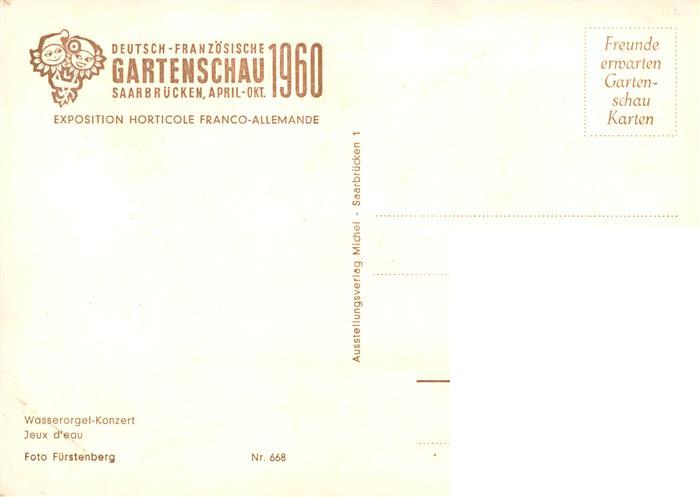 DEUTSCH-FRANZÖSISCHE
GARTENSCHAU 1960
SAARBRÜCKEN, APRIL-OKT.
EXPOSITION HORTICOLE FRANCO-ALLEMANDE
Freunde
erwarten
Garten-
schau
Karten
Ausstellungsverlag Michel - Saarbrücken 1
Wasserorgel-Konzert
Jeux d'eau
Foto Fürstenberg Nr. 668